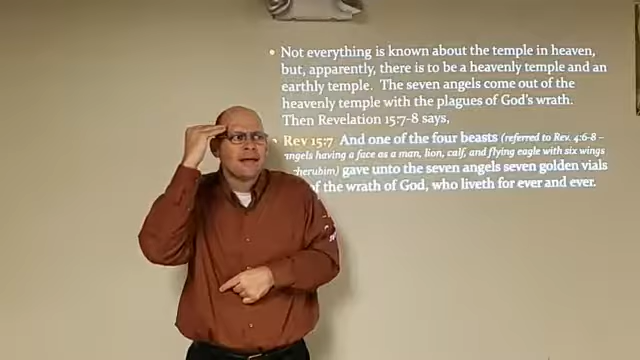 Not everything is known about the temple in heaven,
but, apparently, there is to be a heavenly temple and an
earthly temple. The seven angels come out of the
heavenly temple with the plagues of God's wrath.
Then Revelation 15:7-8 says,
Rev 15:7 And one of the four beasts (referred to Rev. 4:6-8 –
angels having a face as a man, lion, calf, and flying eagle with six wings
cherubim) gave unto the seven angels seven golden vials
of the wrath of God, who liveth for ever and ever.